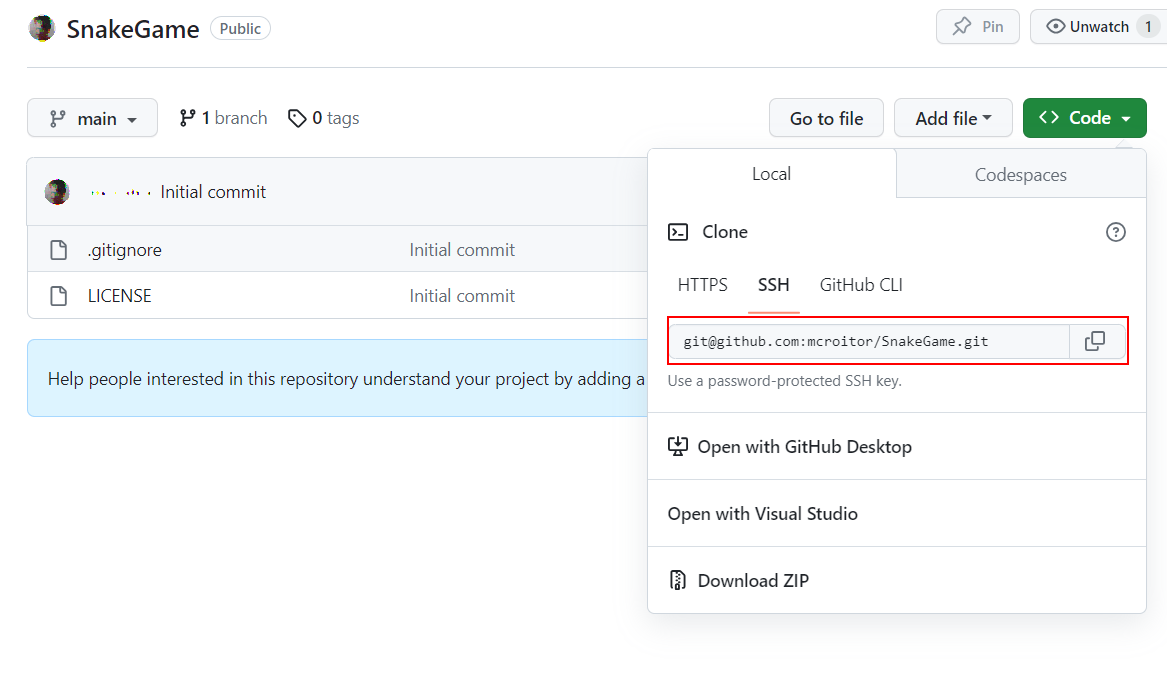 SnakeGame Public
Pin
Unwatch 1
main
1 branch
0 tags
Go to file
Add file
Code
Initial commit
.gitignore Initial commit
LICENSE Initial commit
Help people interested in this repository understand your project by adding a
Local
Codespaces
Clone
HTTPS
SSH
GitHub CLI
git@github.com:mcroitor/SnakeGame.git
Use a password-protected SSH key.
Open with GitHub Desktop
Open with Visual Studio
Download ZIP